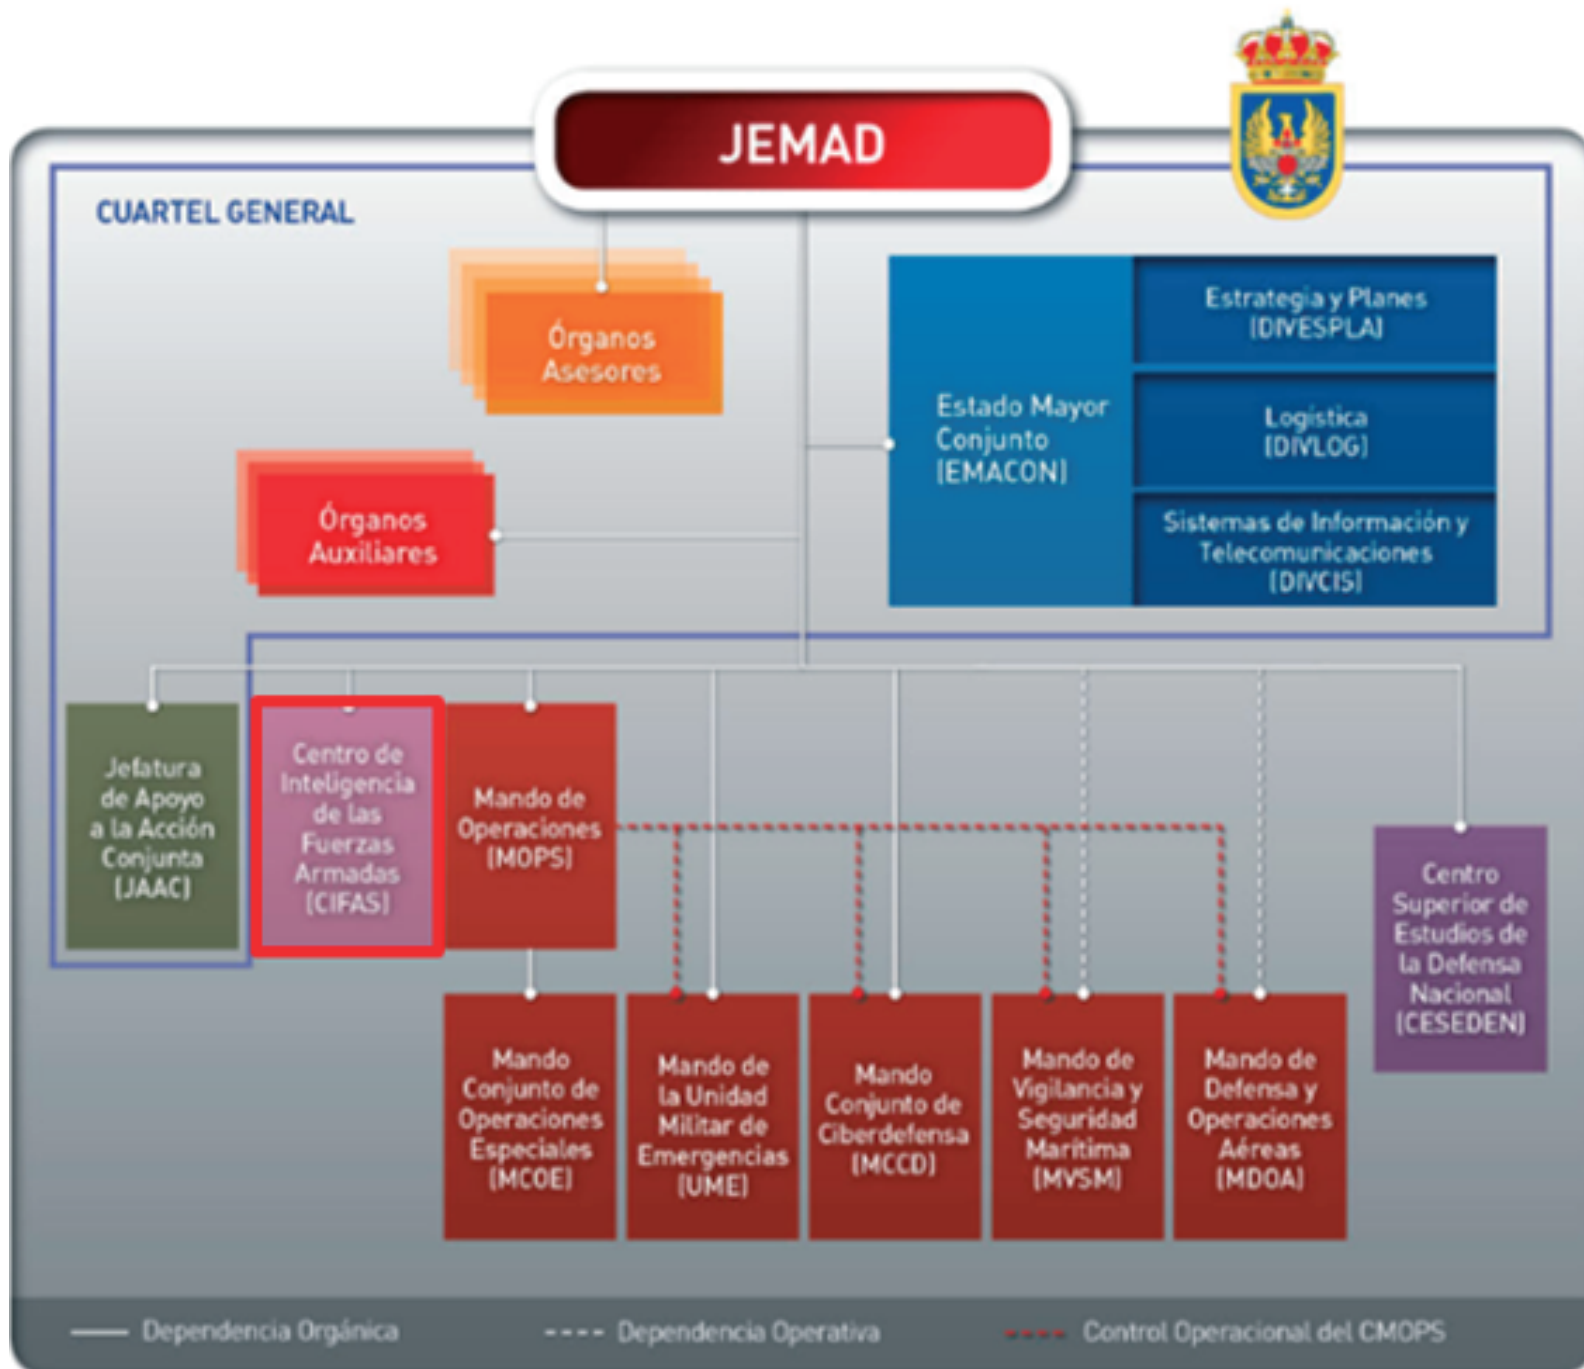 JEMAD
CUARTEL GENERAL
Órganos
Asesores
Órganos
Auxiliares
Estado Mayor
Conjunto
(EMACON)
Estrategia y Planes
(DIVESPLA)
Logística
(DIVLOG)
Sistemas de Información y
Telecomunicaciones
(DIVCIS)
Jefatura
de Apoyo
a la Acción
Conjunta
(JAAC)
Centro de
Inteligencia
de las
Fuerzas
Armadas
(CIFAS)
Mando de
Operaciones
(MOPS)
Centro
Superior de
Estudios de
la Defensa
Nacional
(CESEDEN)
Mando
Conjunto de
Operaciones
Especiales
(MCOE)
Mando de
la Unidad
Militar de
Emergencias
(UME)
Mando
Conjunto de
Ciberdefensa
(MCCD)
Mando de
Vigilancia y
Seguridad
Marítima
(MVSM)
Mando de
Defensa y
Operaciones
Aéreas
(MDOA)
Dependencia Orgánica
Dependencia Operativa
Control Operacional del CMOPS